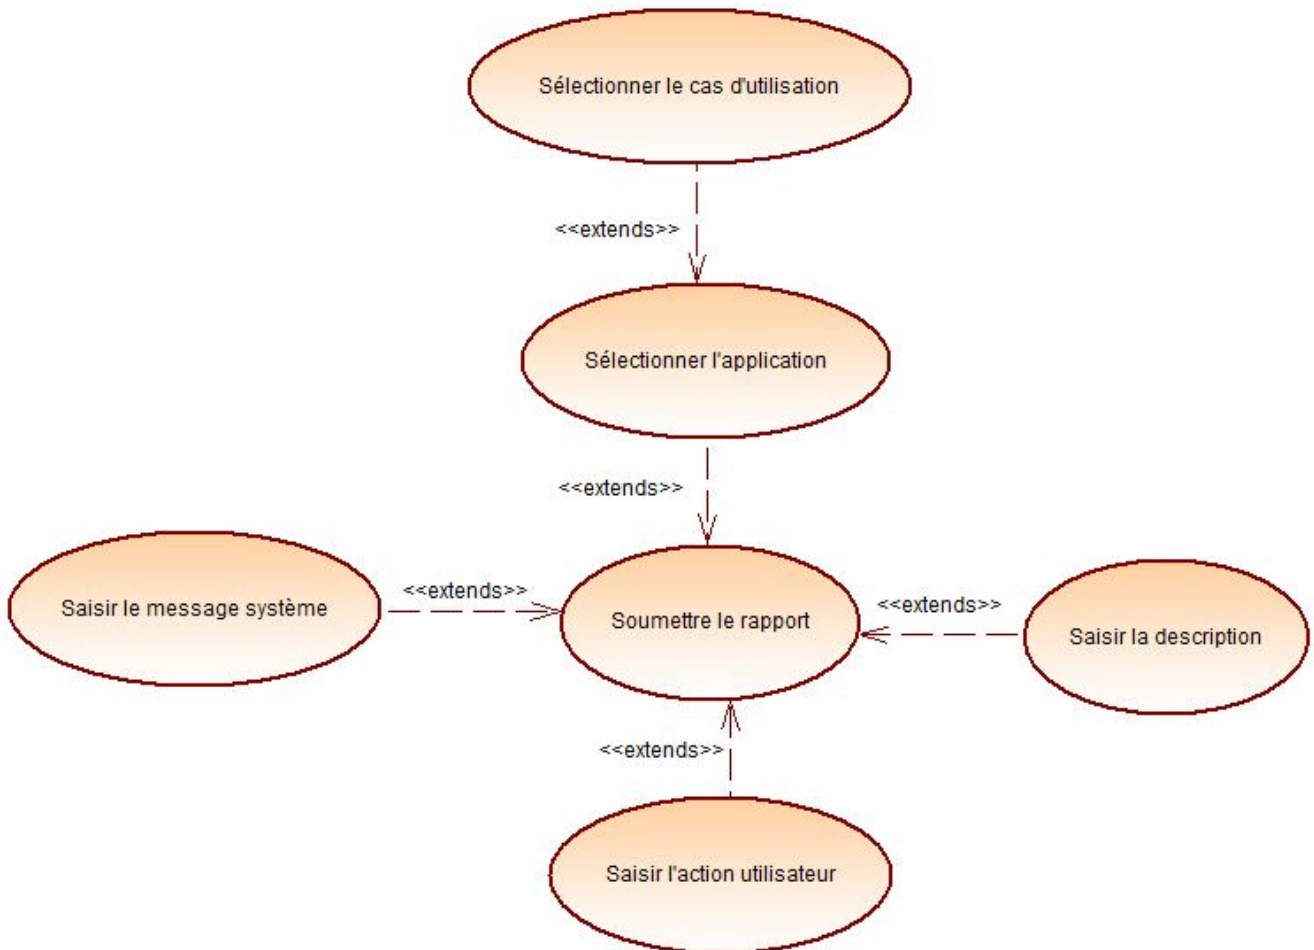 Sélectionner le cas d'utilisation
<<extends>>
Sélectionner l'application
<<extends>>
Saisir le message système
<<extends>>
Soumettre le rapport
<<extends>>
Saisir la description
<<extends>>
Saisir l'action utilisateur